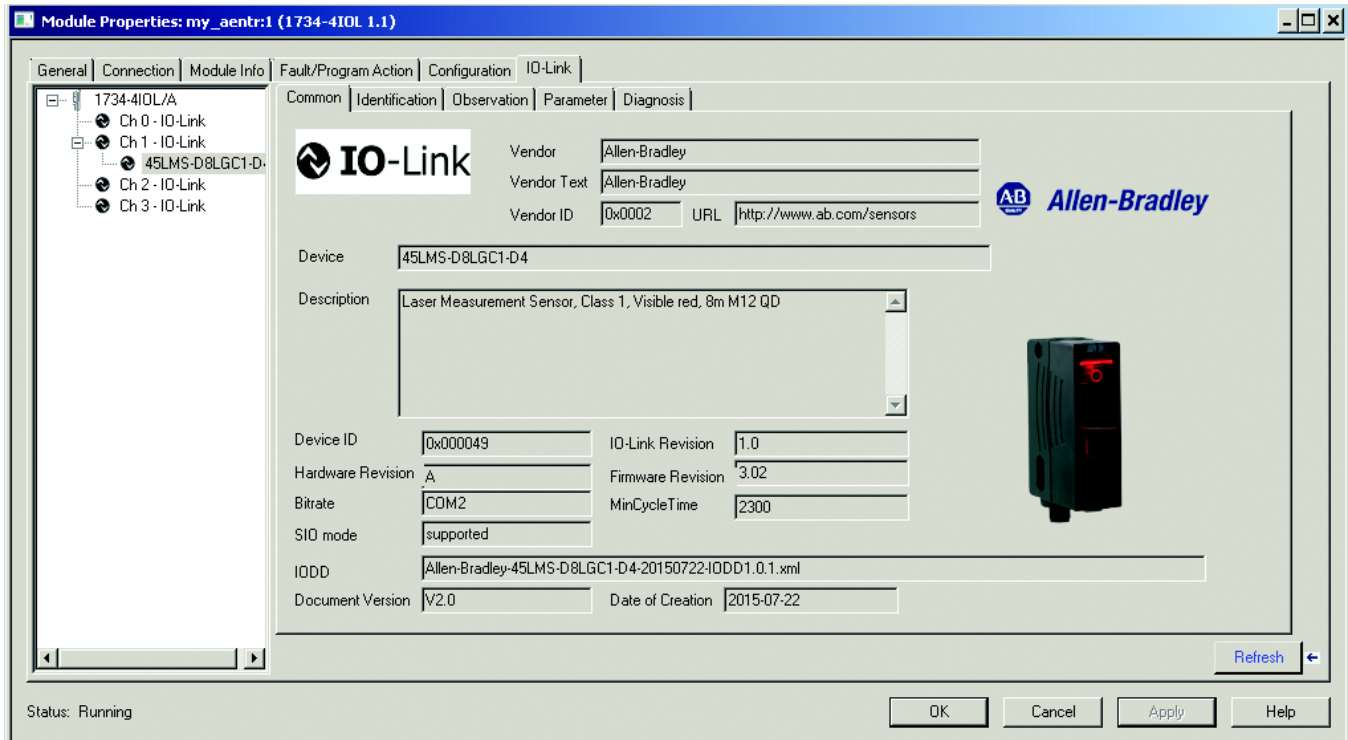 Module Properties: my_aentr:1 (1734-4IOL 1.1)
General Connection Module Info Fault/Program Action Configuration IO-Link
1734-4IOL/A
Ch 0 - IO-Link
Ch 1 - IO-Link
45LMS-D8LGC1-D4
Ch 2 - IO-Link
Ch 3 - IO-Link
Common Identification Observation Parameter Diagnosis
IO-Link
Vendor Allen-Bradley
Vendor Text Allen-Bradley
Vendor ID 0x0002 URL http://www.ab.com/sensors
AB Allen-Bradley
Device 45LMS-D8LGC1-D4
Description Laser Measurement Sensor, Class 1, Visible red, 8m M12 QD
Device ID 0x000049 IO-Link Revision 1.0
Hardware Revision A Firmware Revision 3.02
Bitrate COM2 MinCycleTime 2300
SIO mode supported
IODD Allen-Bradley-45LMS-D8LGC1-D4-20150722-IODD1.0.1.xml
Document Version V2.0 Date of Creation 2015-07-22
Refresh
Status: Running
OK Cancel Apply Help